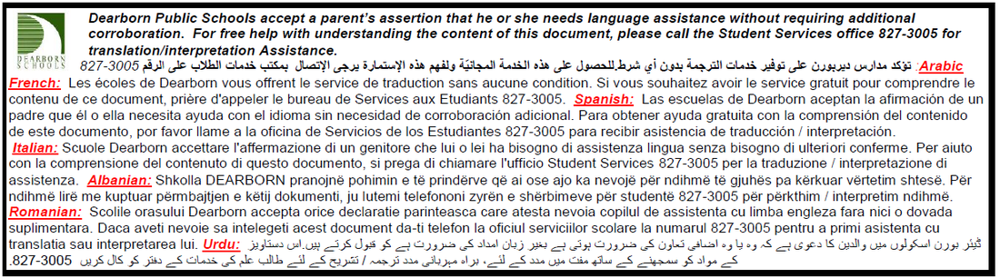 DEARBORN
SCHOOLS
Dearborn Public Schools accept a parent's assertion that he or she needs language assistance without requiring additional
corroboration. For free help with understanding the content of this document, please call the Student Services office 827-3005 for
translation/interpretation Assistance.
Arabic: تؤكد مدارس ديربورن على توفير خدمات الترجمة بدون أي شرط.للحصول على هذه الخدمة المجانيّة ولفهم هذه الإستمارة يرجى الإتصال بمكتب خدمات الطلاب على الرقم 827-3005
French: Les écoles de Dearborn vous offrent le service de traduction sans aucune condition. Si vous souhaitez avoir le service gratuit pour comprendre le
contenu de ce document, prière d'appeler le bureau de Services aux Etudiants 827-3005. Spanish: Las escuelas de Dearborn aceptan la afirmación de un
padre que él o ella necesita ayuda con el idioma sin necesidad de corroboración adicional. Para obtener ayuda gratuita con la comprensión del contenido
de este documento, por favor llame a la oficina de Servicios de los Estudiantes 827-3005 para recibir asistencia de traducción / interpretación.
Italian: Scuole Dearborn accettare l'affermazione di un genitore che lui o lei ha bisogno di assistenza lingua senza bisogno di ulteriori conferme. Per aiuto
con la comprensione del contenuto di questo documento, si prega di chiamare l'ufficio Student Services 827-3005 per la traduzione / interpretazione di
assistenza. Albanian: Shkolla DEARBORN pranojnë pohimin e të prindërve që ai ose ajo ka nevojë për ndihmë të gjuhës pa kërkuar vërtetim shtesë. Për
ndihmë lirë me kuptuar përmbajtjen e këtij dokumenti, ju lutemi telefononi zyrën e shërbimeve për studentë 827-3005 për përkthim / interpretim ndihmë.
Romanian: Scolile orasului Dearborn accepta orice declaratie parinteasca care atesta nevoia copilul de assistenta cu limba engleza fara nici o dovada
suplimentara. Daca aveti nevoie sa intelegeti acest document da-ti telefon la oficiul serviciilor scolare la numarul 827-3005 pentru a primi asistenta cu
translatia sau interpretarea lui. Urdu: ڈیئر بورن اسکولوں میں والدین کا دعوی ہے کہ وہ یا وہ اضافی تعاون کی ضرورت ہوتی ہے بغیر زبان امداد کی ضرورت ہے کو قبول کرتے ہیں.اس دستاویز
کے مواد کو سمجھنے کے ساتھ مفت میں مدد کے لئے، براہ مہربانی مدد ترجمہ / تشریح کے لئے طالب علم کی خدمات کے دفتر کو کال کریں 827-3005.